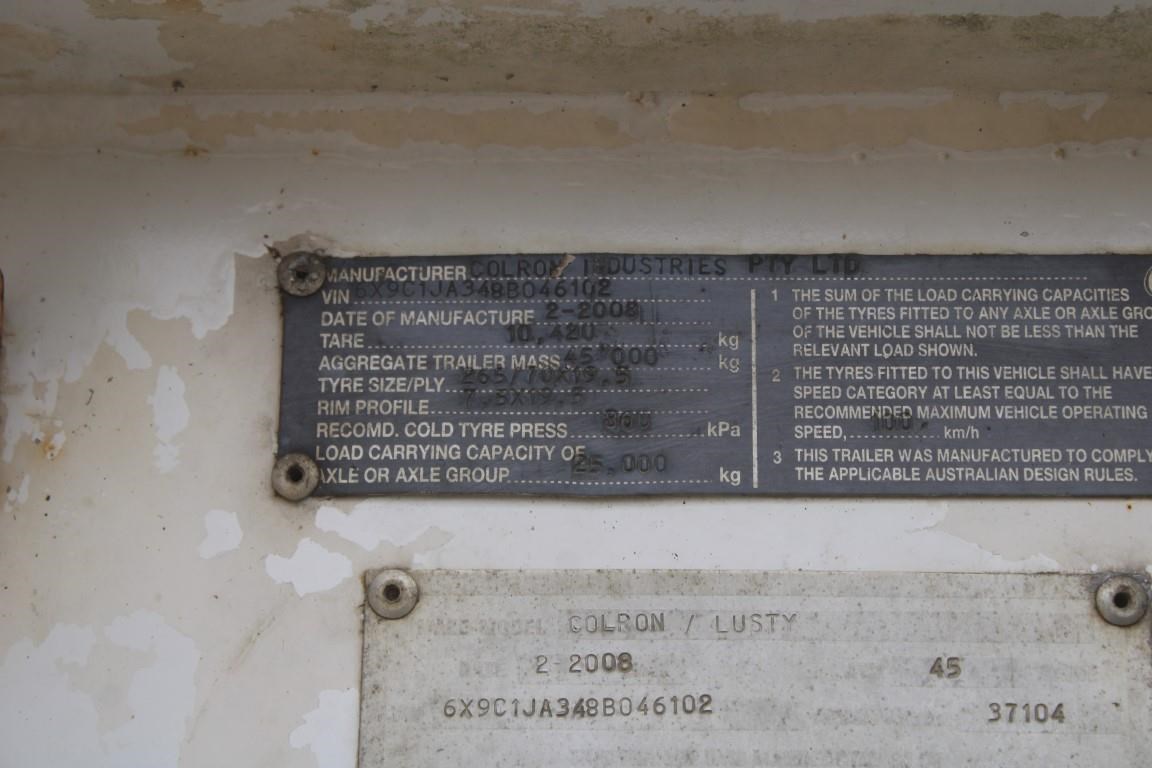 MANUFACTURER COLRON INDUSTRIES PTY LTD
VIN 6X9C1JA348B046102
DATE OF MANUFACTURE 2-2008
TARE 10,420 kg
AGGREGATE TRAILER MASS 45 000 kg
TYRE SIZE/PLY 265/70X19.5
RIM PROFILE 7.5X19.5
RECOMD. COLD TYRE PRESS kPa
LOAD CARRYING CAPACITY OF
AXLE OR AXLE GROUP 25,000 kg
1 THE SUM OF THE LOAD CARRYING CAPACITIES
OF THE TYRES FITTED TO ANY AXLE OR AXLE GRO
OF THE VEHICLE SHALL NOT BE LESS THAN THE
RELEVANT LOAD SHOWN.
2 THE TYRES FITTED TO THIS VEHICLE SHALL HAVE
SPEED CATEGORY AT LEAST EQUAL TO THE
RECOMMENDED MAXIMUM VEHICLE OPERATING
SPEED, 100 km/h
3 THIS TRAILER WAS MANUFACTURED TO COMPLY
THE APPLICABLE AUSTRALIAN DESIGN RULES.
COLRON / LUSTY
2-2008 45
6X9C1JA348B046102 37104